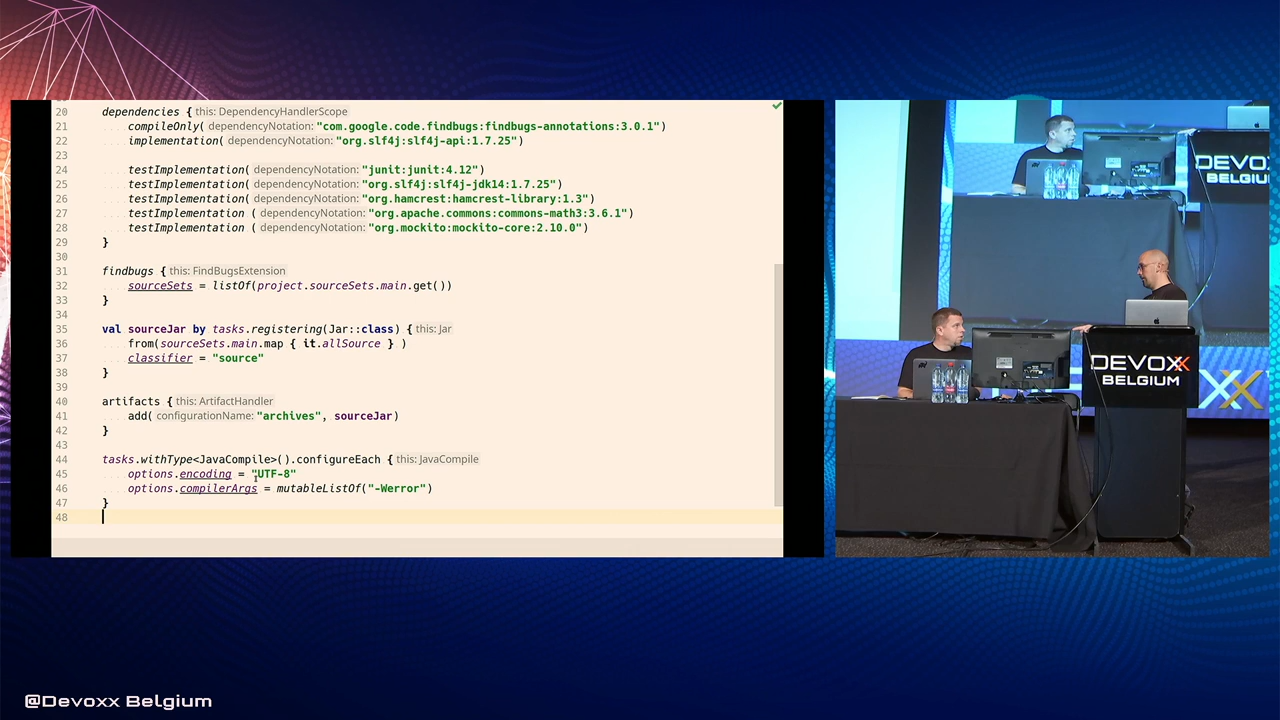 20 dependencies { this: DependencyHandlerScope
21 compileOnly( dependencyNotation: "com.google.code.findbugs:findbugs-annotations:3.0.1")
22 implementation( dependencyNotation: "org.slf4j:slf4j-api:1.7.25")
23
24 testImplementation( dependencyNotation: "junit:junit:4.12")
25 testImplementation( dependencyNotation: "org.slf4j:slf4j-jdk14:1.7.25")
26 testImplementation( dependencyNotation: "org.hamcrest:hamcrest-library:1.3")
27 testImplementation ( dependencyNotation: "org.apache.commons:commons-math3:3.6.1")
28 testImplementation ( dependencyNotation: "org.mockito:mockito-core:2.10.0")
29 }
30
31 findbugs { this: FindBugsExtension
32 sourceSets = listOf(project.sourceSets.main.get())
33 }
34
35 val sourceJar by tasks.registering(Jar::class) { this: Jar
36 from(sourceSets.main.map { it.allSource } )
37 classifier = "source"
38 }
39
40 artifacts { this: ArtifactHandler
41 add( configurationName: "archives", sourceJar)
42 }
43
44 tasks.withType<JavaCompile>().configureEach { this: JavaCompile
45 options.encoding = "UTF-8"
46 options.compilerArgs = mutableListOf("-Werror")
47 }
48
DEVO
BELGIU
DEVOXX
BELGIUM
XX
@Devoxx Belgium